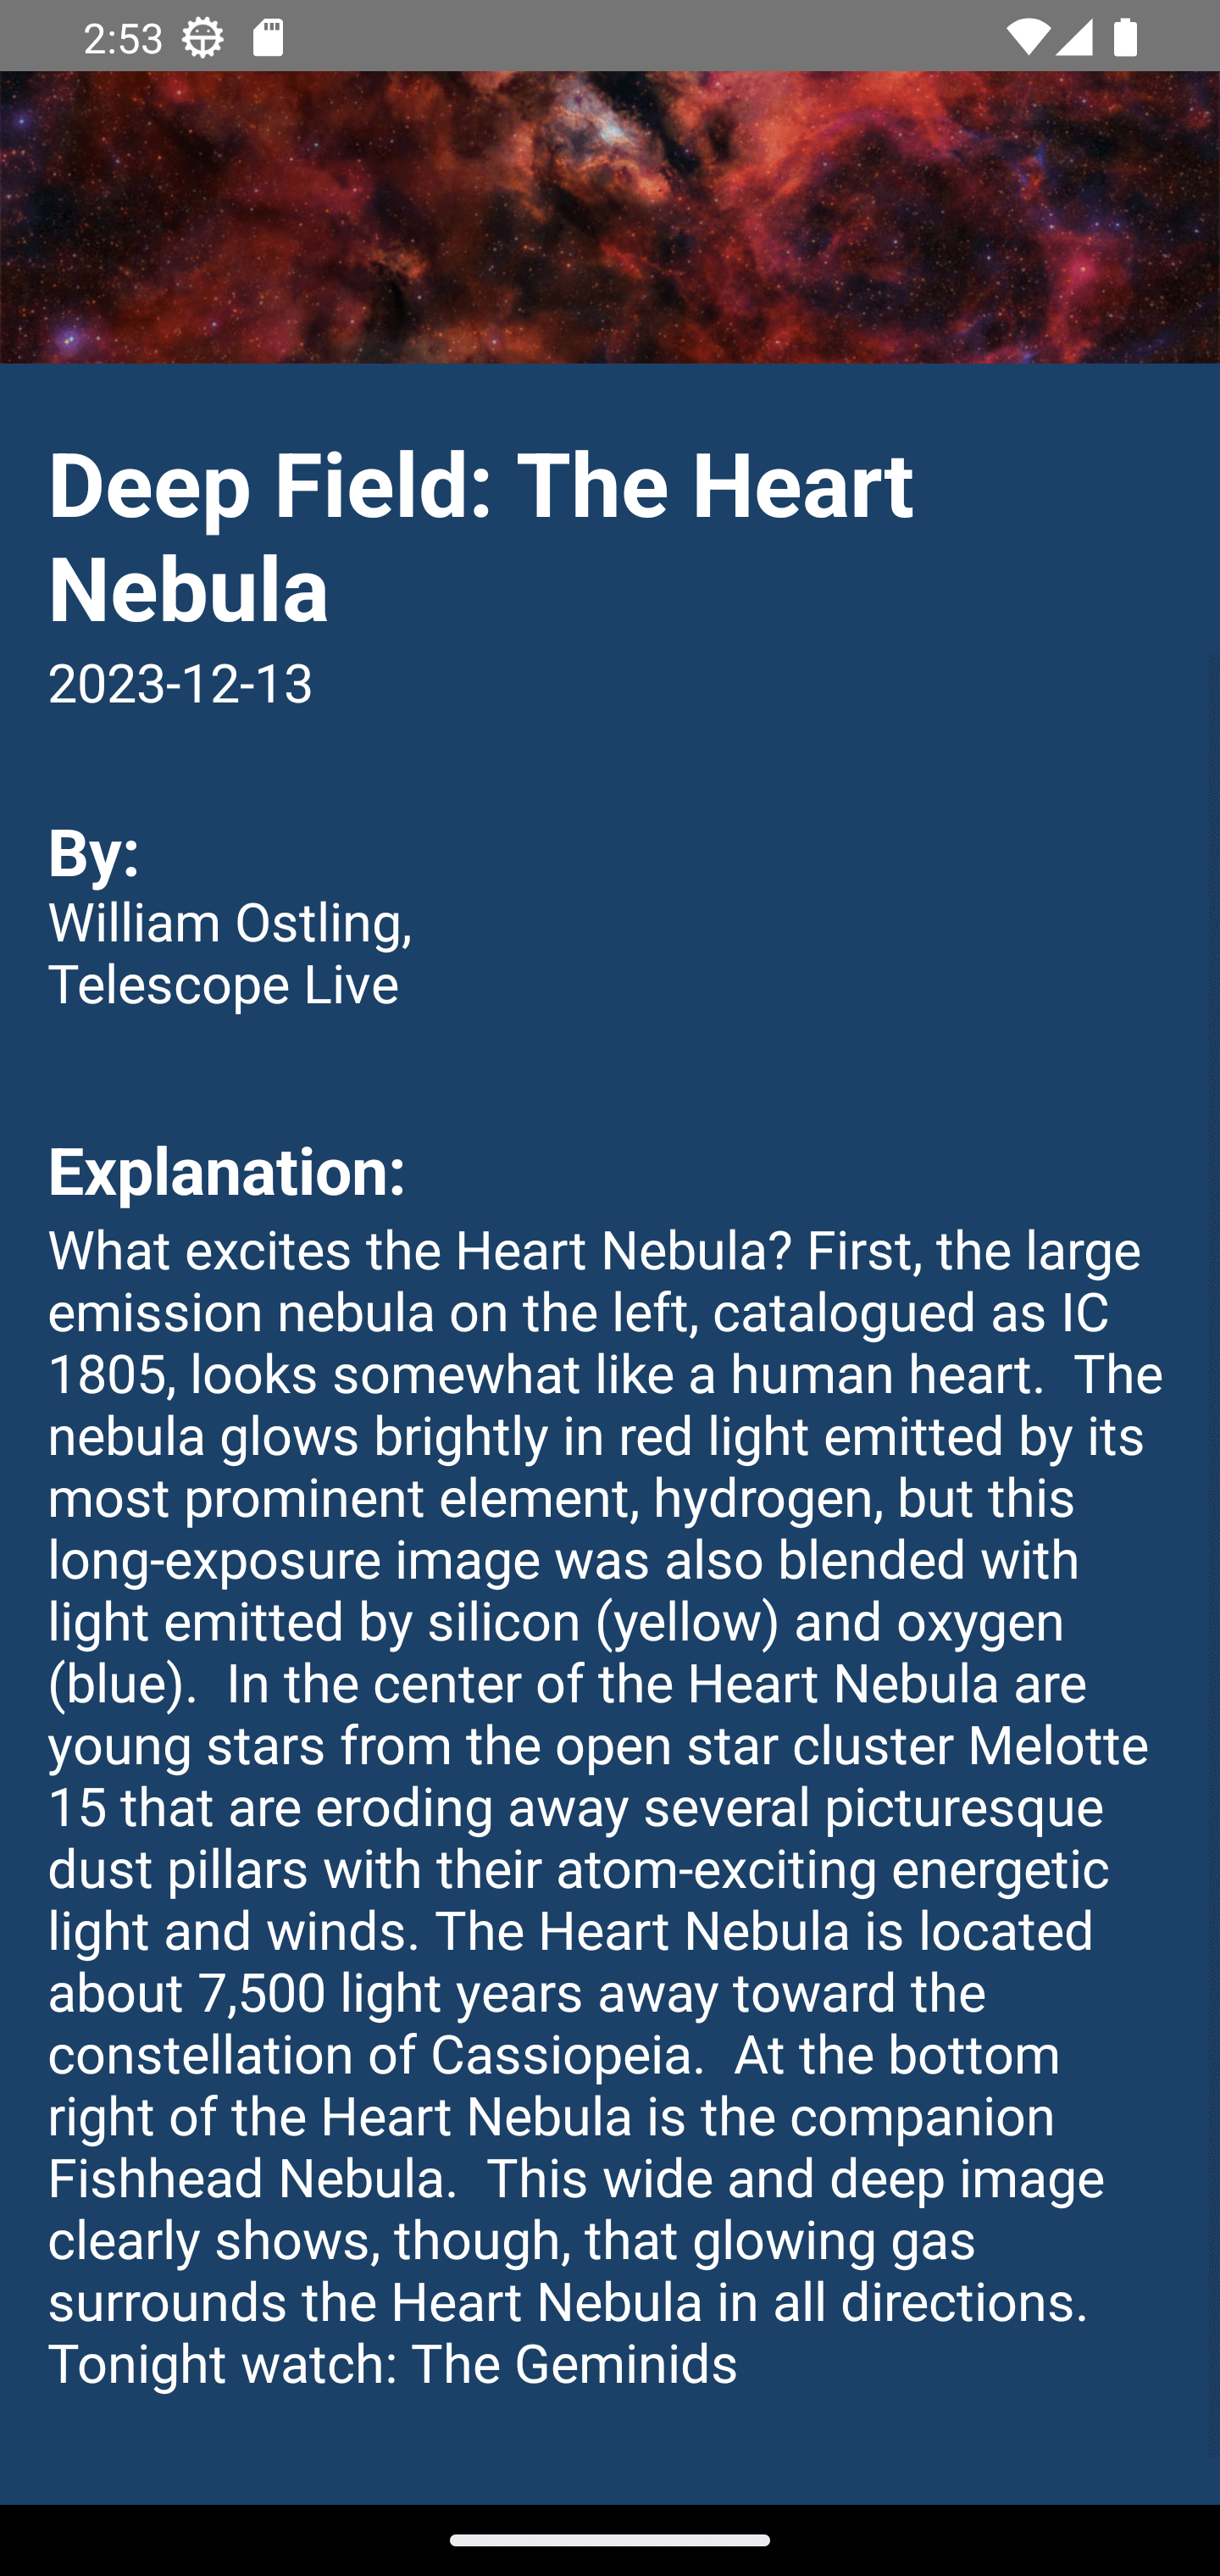 2:53
Deep Field: The Heart
Nebula
2023-12-13
By:
William Ostling,
Telescope Live
Explanation:
What excites the Heart Nebula? First, the large
emission nebula on the left, catalogued as IC
1805, looks somewhat like a human heart.  The
nebula glows brightly in red light emitted by its
most prominent element, hydrogen, but this
long-exposure image was also blended with
light emitted by silicon (yellow) and oxygen
(blue).  In the center of the Heart Nebula are
young stars from the open star cluster Melotte
15 that are eroding away several picturesque
dust pillars with their atom-exciting energetic
light and winds. The Heart Nebula is located
about 7,500 light years away toward the
constellation of Cassiopeia.  At the bottom
right of the Heart Nebula is the companion
Fishhead Nebula.  This wide and deep image
clearly shows, though, that glowing gas
surrounds the Heart Nebula in all directions.
Tonight watch: The Geminids